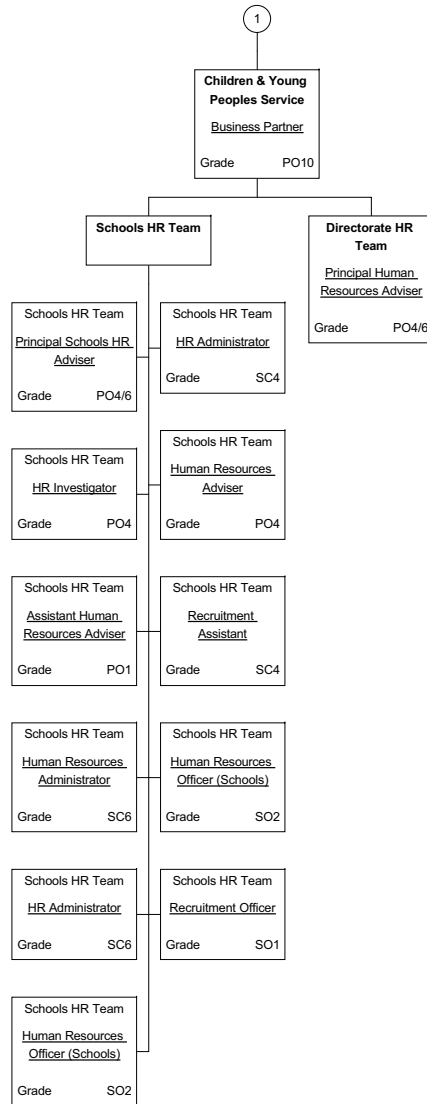 1
Children & Young
Peoples Service
Business Partner
Grade PO10
Schools HR Team
Directorate HR
Team
Principal Human
Resources Adviser
Grade PO4/6
Schools HR Team
Principal Schools HR
Adviser
Grade PO4/6
Schools HR Team
HR Administrator
Grade SC4
Schools HR Team
HR Investigator
Grade PO4
Schools HR Team
Human Resources
Adviser
Grade PO4
Schools HR Team
Assistant Human
Resources Adviser
Grade PO1
Schools HR Team
Recruitment
Assistant
Grade SC4
Schools HR Team
Human Resources
Administrator
Grade SC6
Schools HR Team
Human Resources
Officer (Schools)
Grade SO2
Schools HR Team
HR Administrator
Grade SC6
Schools HR Team
Recruitment Officer
Grade SO1
Schools HR Team
Human Resources
Officer (Schools)
Grade SO2